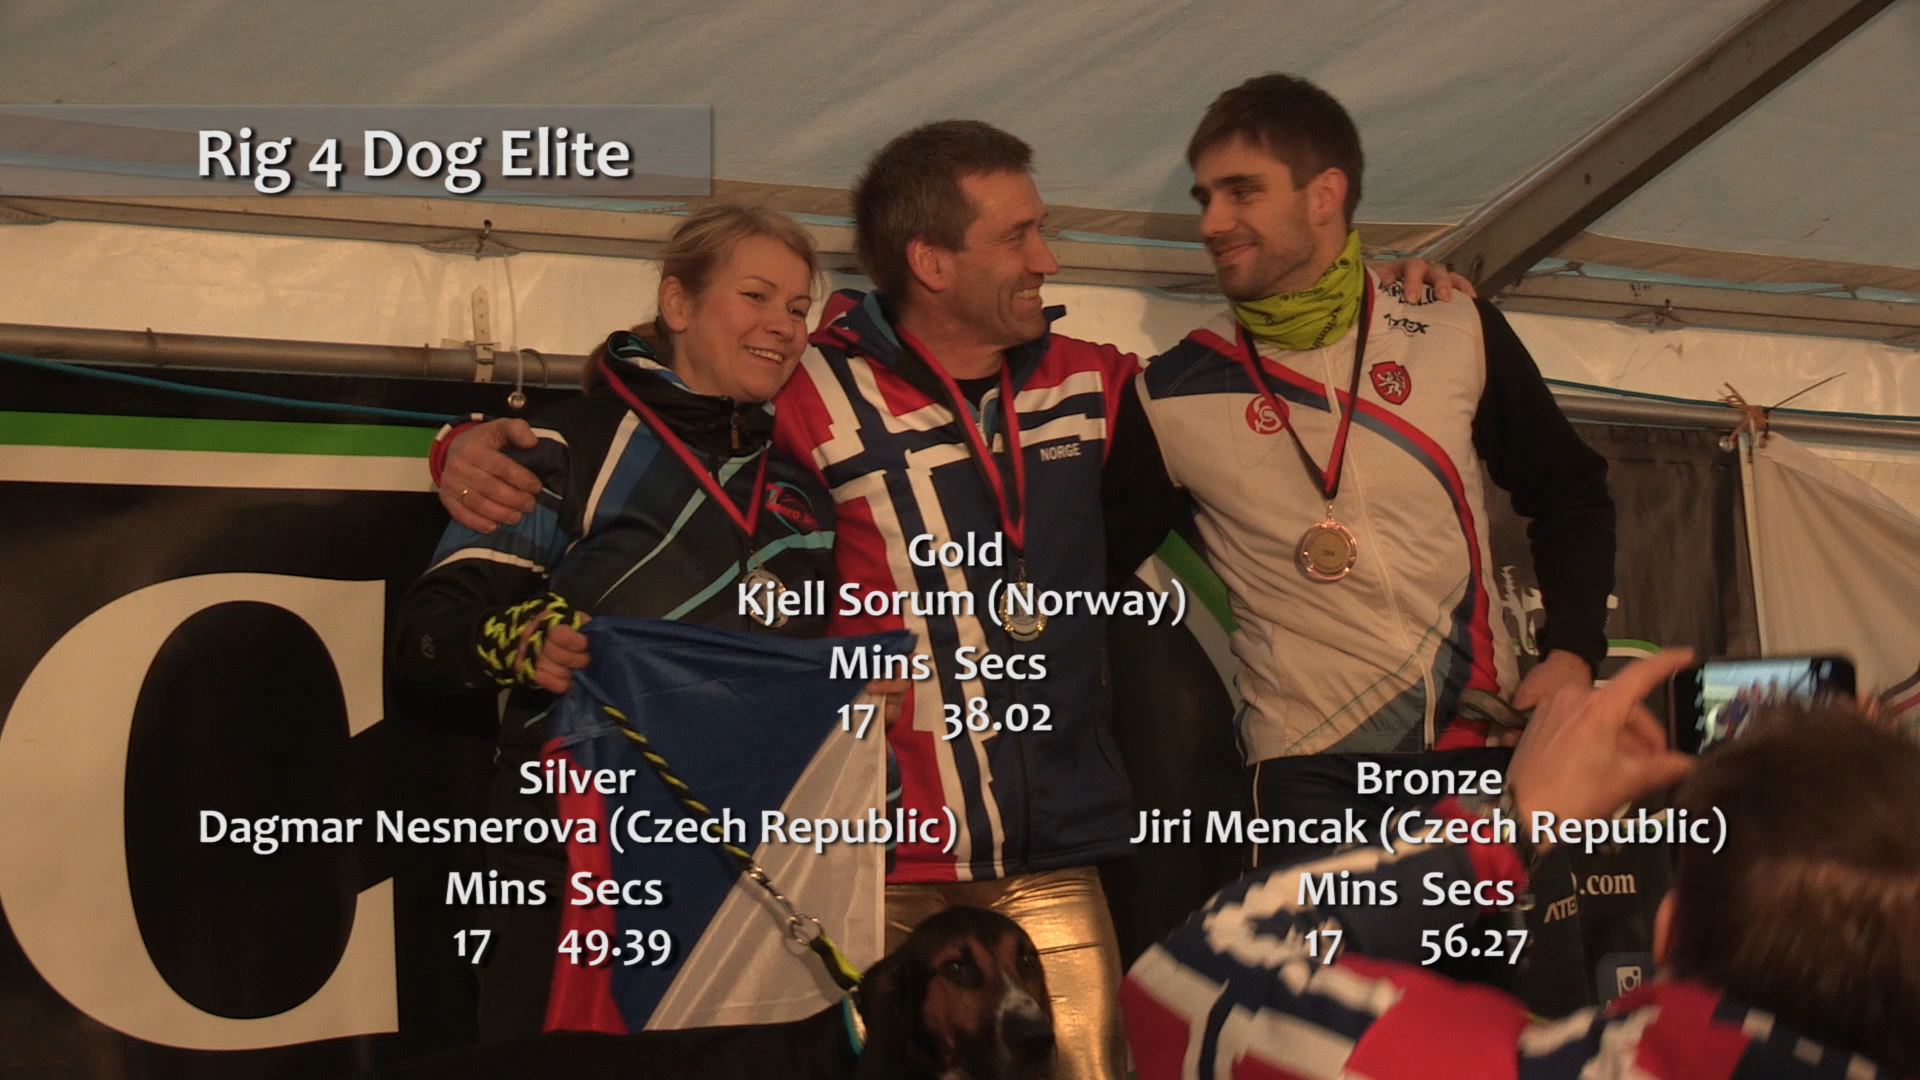 Rig 4 Dog Elite
NORGE
Gold
Kjell Sorum (Norway)
Mins Secs
17 38.02
Silver
Dagmar Nesnerova (Czech Republic)
Mins Secs
17 49.39
Bronze
Jiri Mencak (Czech Republic)
Mins Secs
17 56.27
.com
C